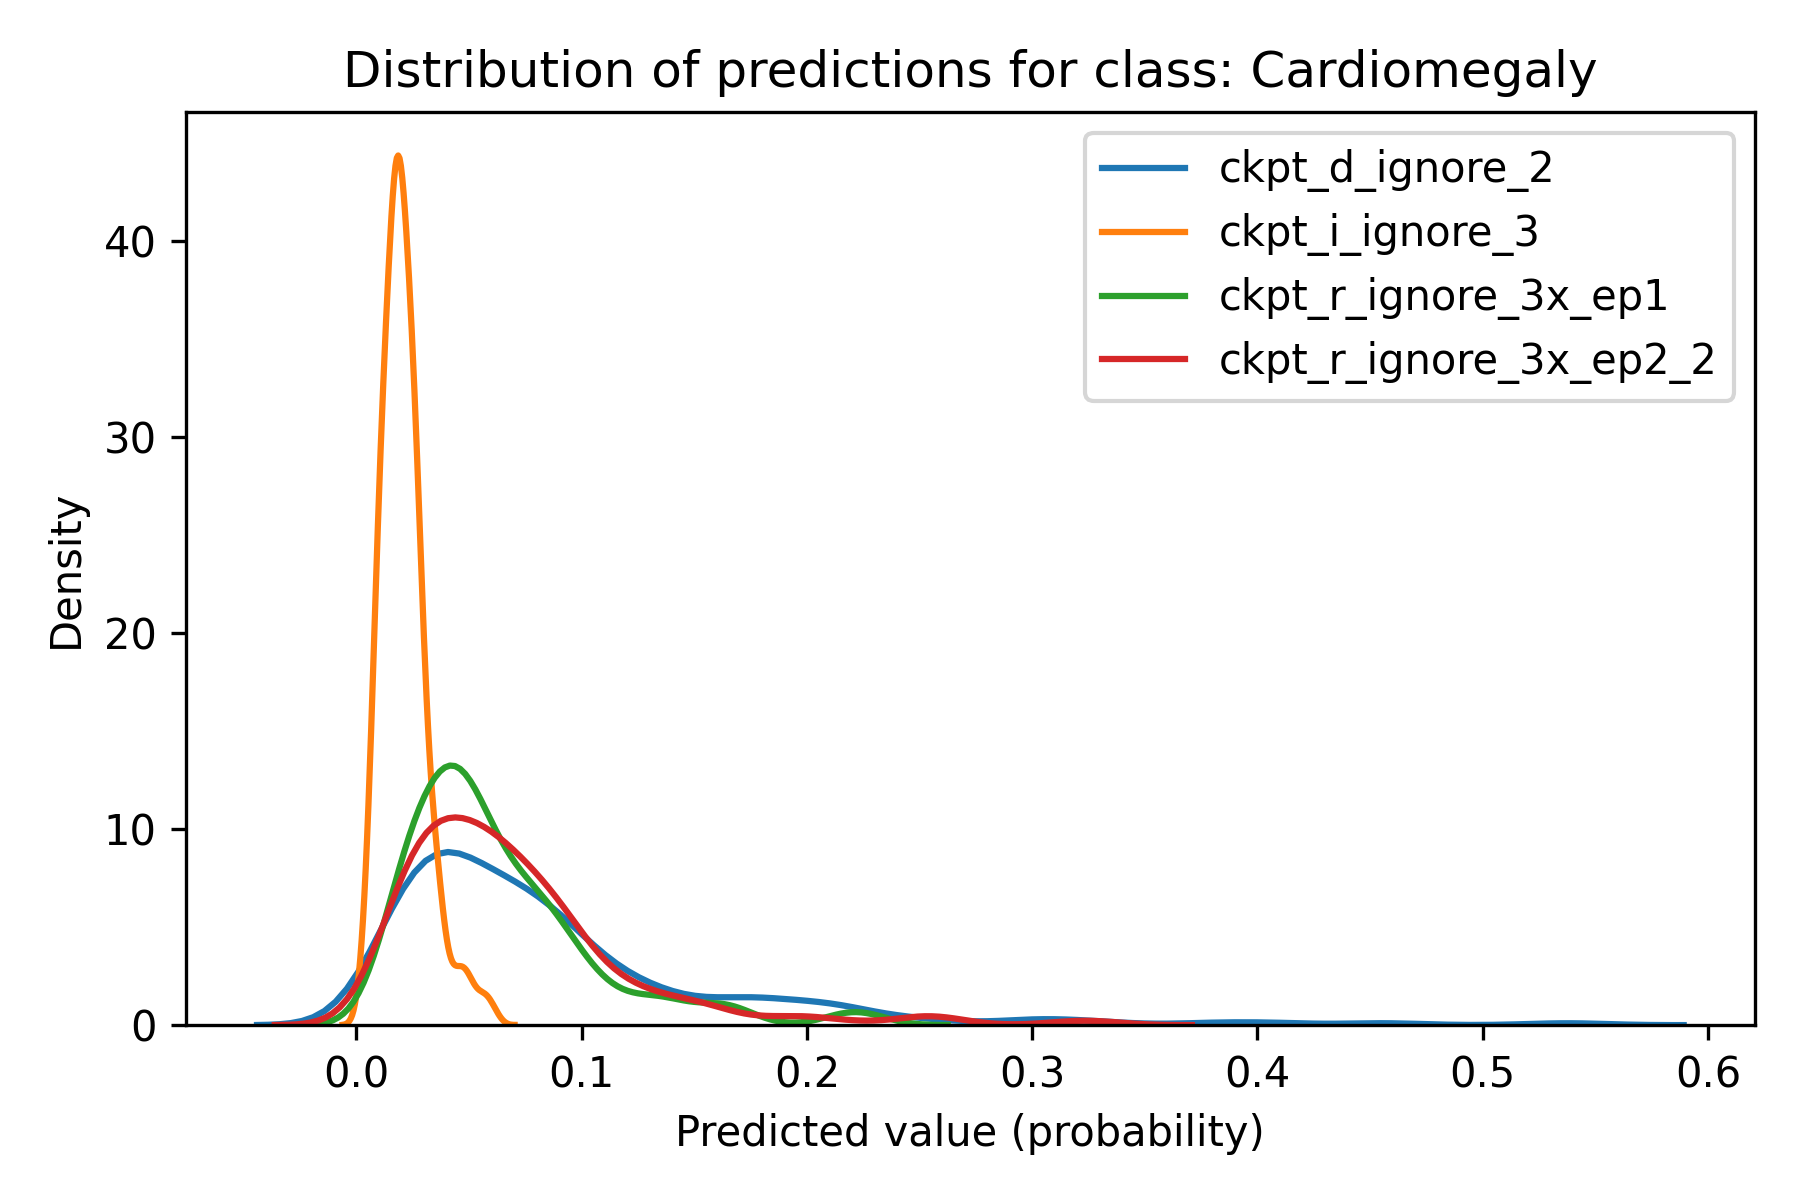 Distribution of predictions for class: Cardiomegaly
ckpt_d_ignore_2
ckpt_i_ignore_3
ckpt_r_ignore_3x_ep1
ckpt_r_ignore_3x_ep2_2
Density
40
30
20
10
0
0.0 0.1 0.2 0.3 0.4 0.5 0.6
Predicted value (probability)